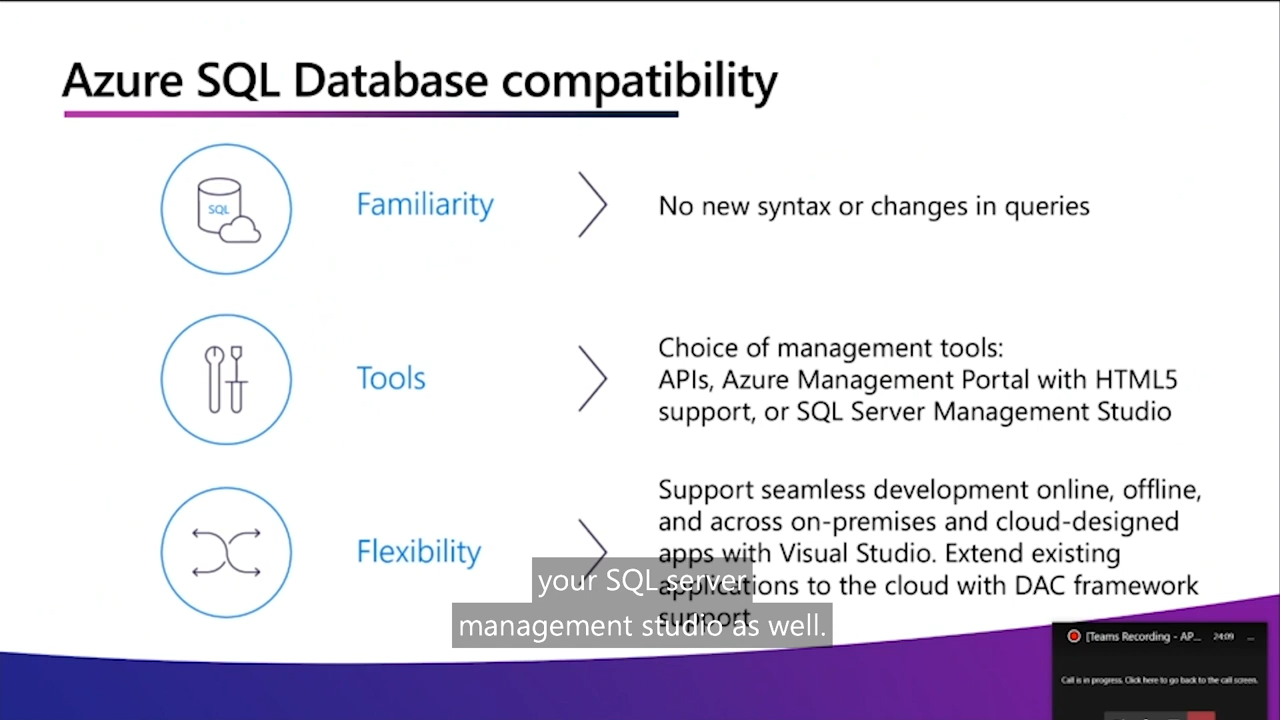 Azure SQL Database compatibility
SQL
Familiarity
No new syntax or changes in queries
Tools
Choice of management tools:
APIs, Azure Management Portal with HTML5
support, or SQL Server Management Studio
Flexibility
Support seamless development online, offline,
and across on-premises and cloud-designed
apps with Visual Studio. Extend existing
applications to the cloud with DAC framework
support
your SQL server
management studio as well.
[Teams Recording - AP... 24:09 ...
Call is in progress. Click here to go back to the call screen.